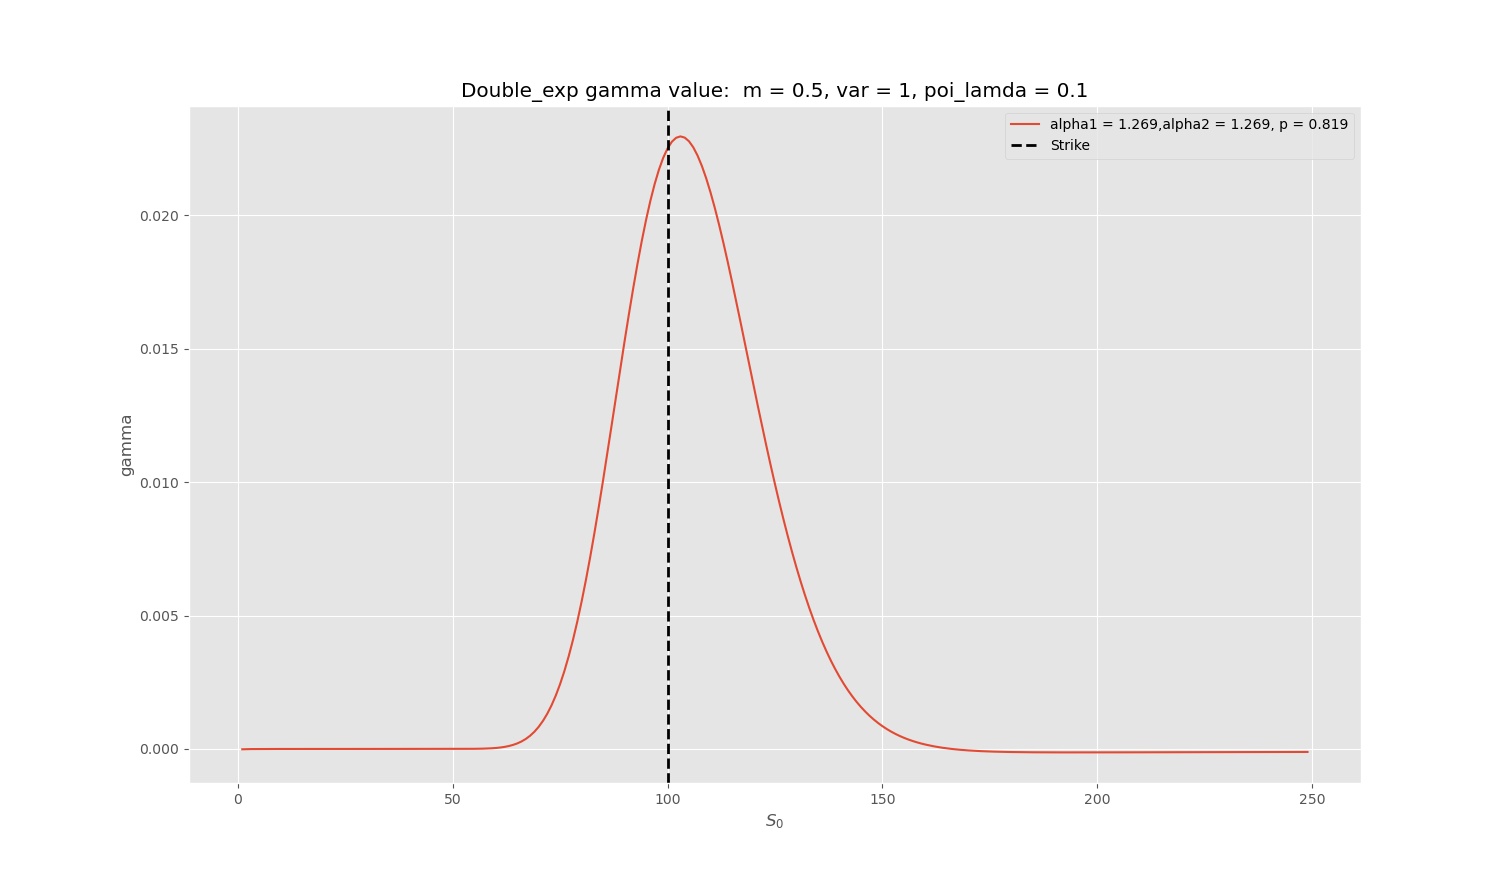 Double_exp gamma value:  m = 0.5, var = 1, poi_lamda = 0.1
alpha1 = 1.269,alpha2 = 1.269, p = 0.819
Strike
0.020
0.015
0.010
0.005
0.000
gamma
0
50
100
150
200
250
S0